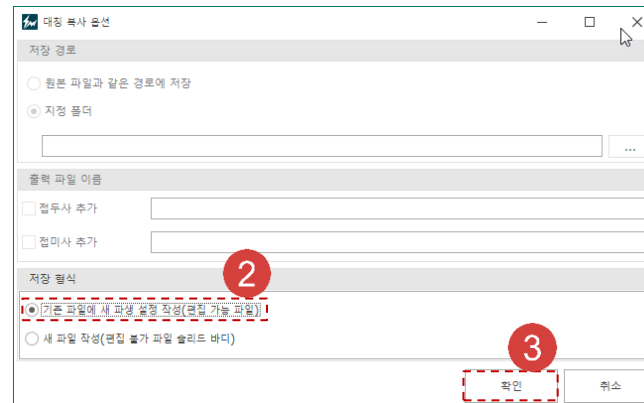 대칭 복사 옵션
저장 경로
원본 파일과 같은 경로에 저장
지정 폴더
...
출력 파일 이름
접두사 추가
접미사 추가
2
저장 형식
기존 파일에 새 파생 설정 작성(편집 가능 파일)
새 파일 작성(편집 불가 파일 솔리드 바디)
3
확인
취소